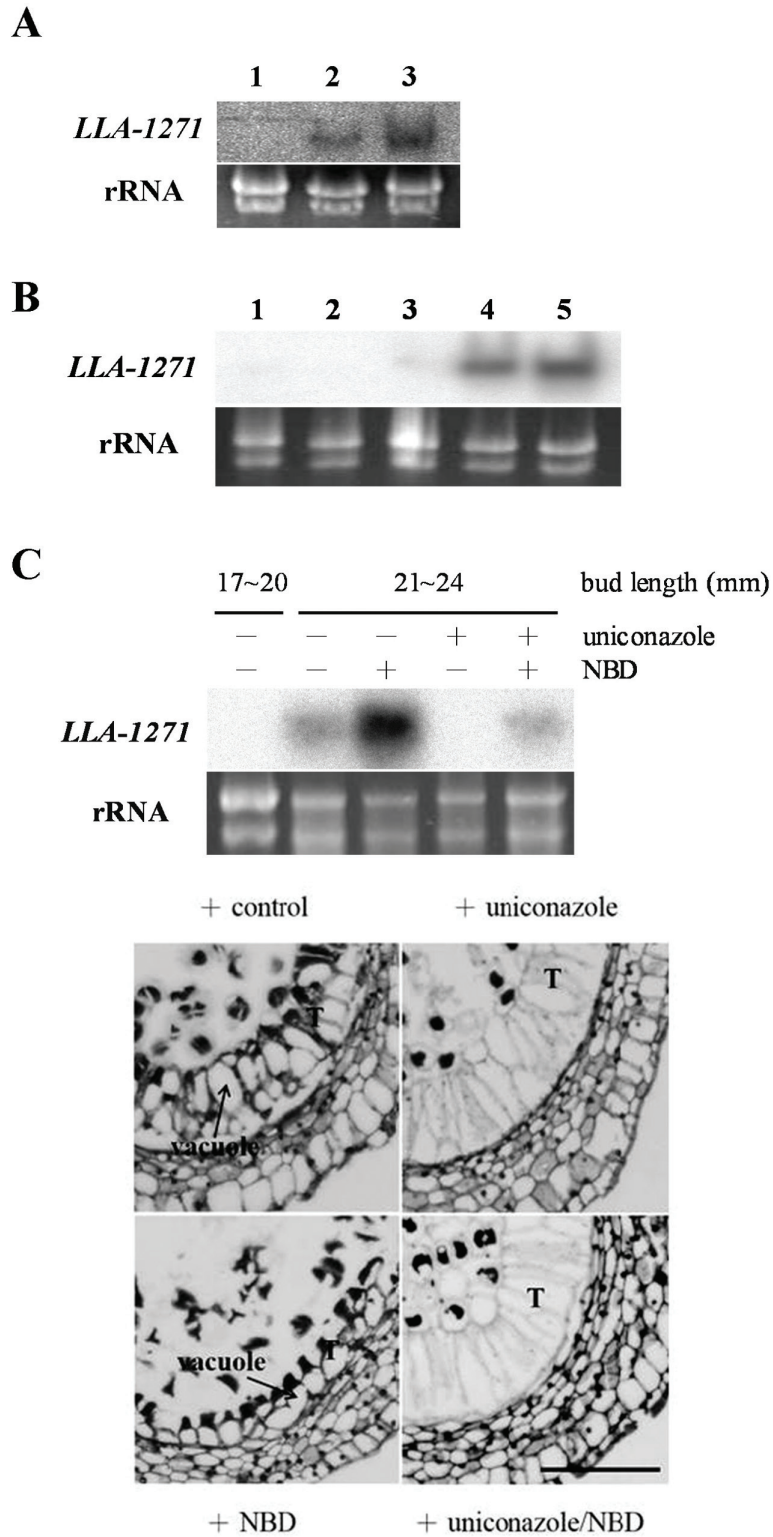 A
1 2 3
LLA-1271
rRNA
B
1 2 3 4 5
LLA-1271
rRNA
C
17~20 21~24 bud length (mm)
− − − + + uniconazole
− − + − + NBD
LLA-1271
rRNA
+ control + uniconazole
T T
vacuole
T T
vacuole
+ NBD + uniconazole/NBD